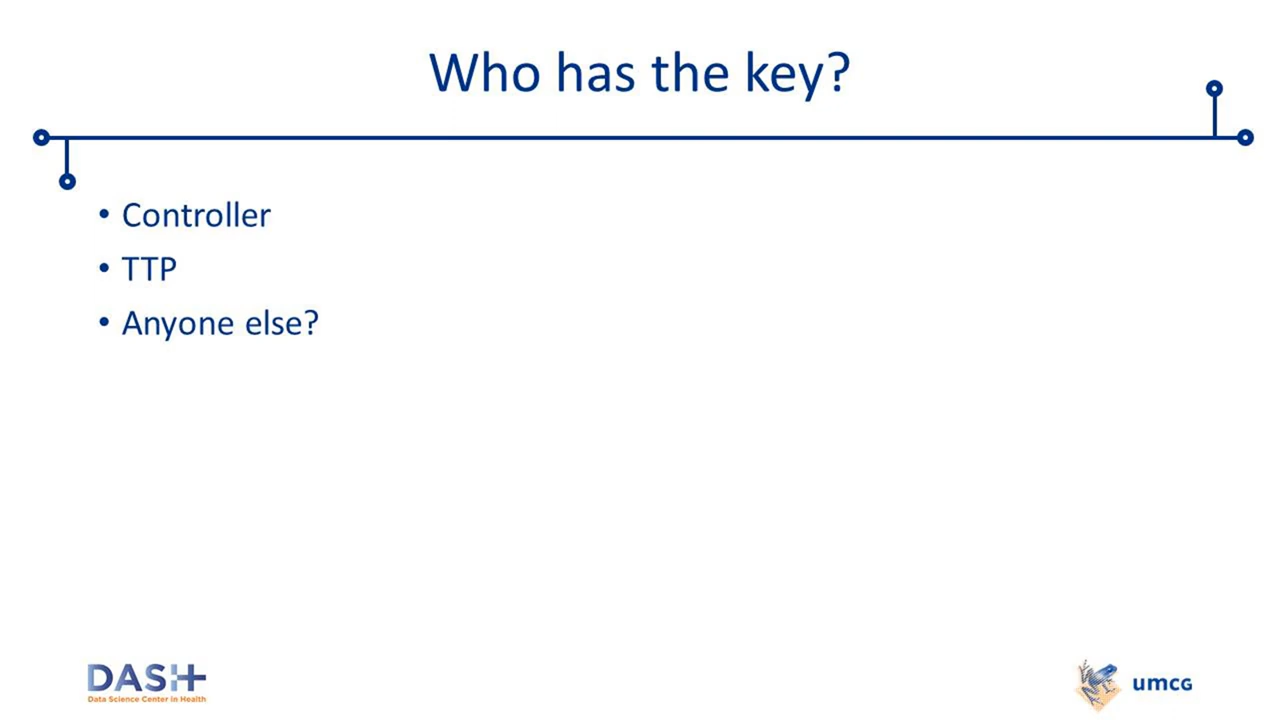 Who has the key?
• Controller
• TTP
• Anyone else?
DASH
Data Science Center in Health
umcg